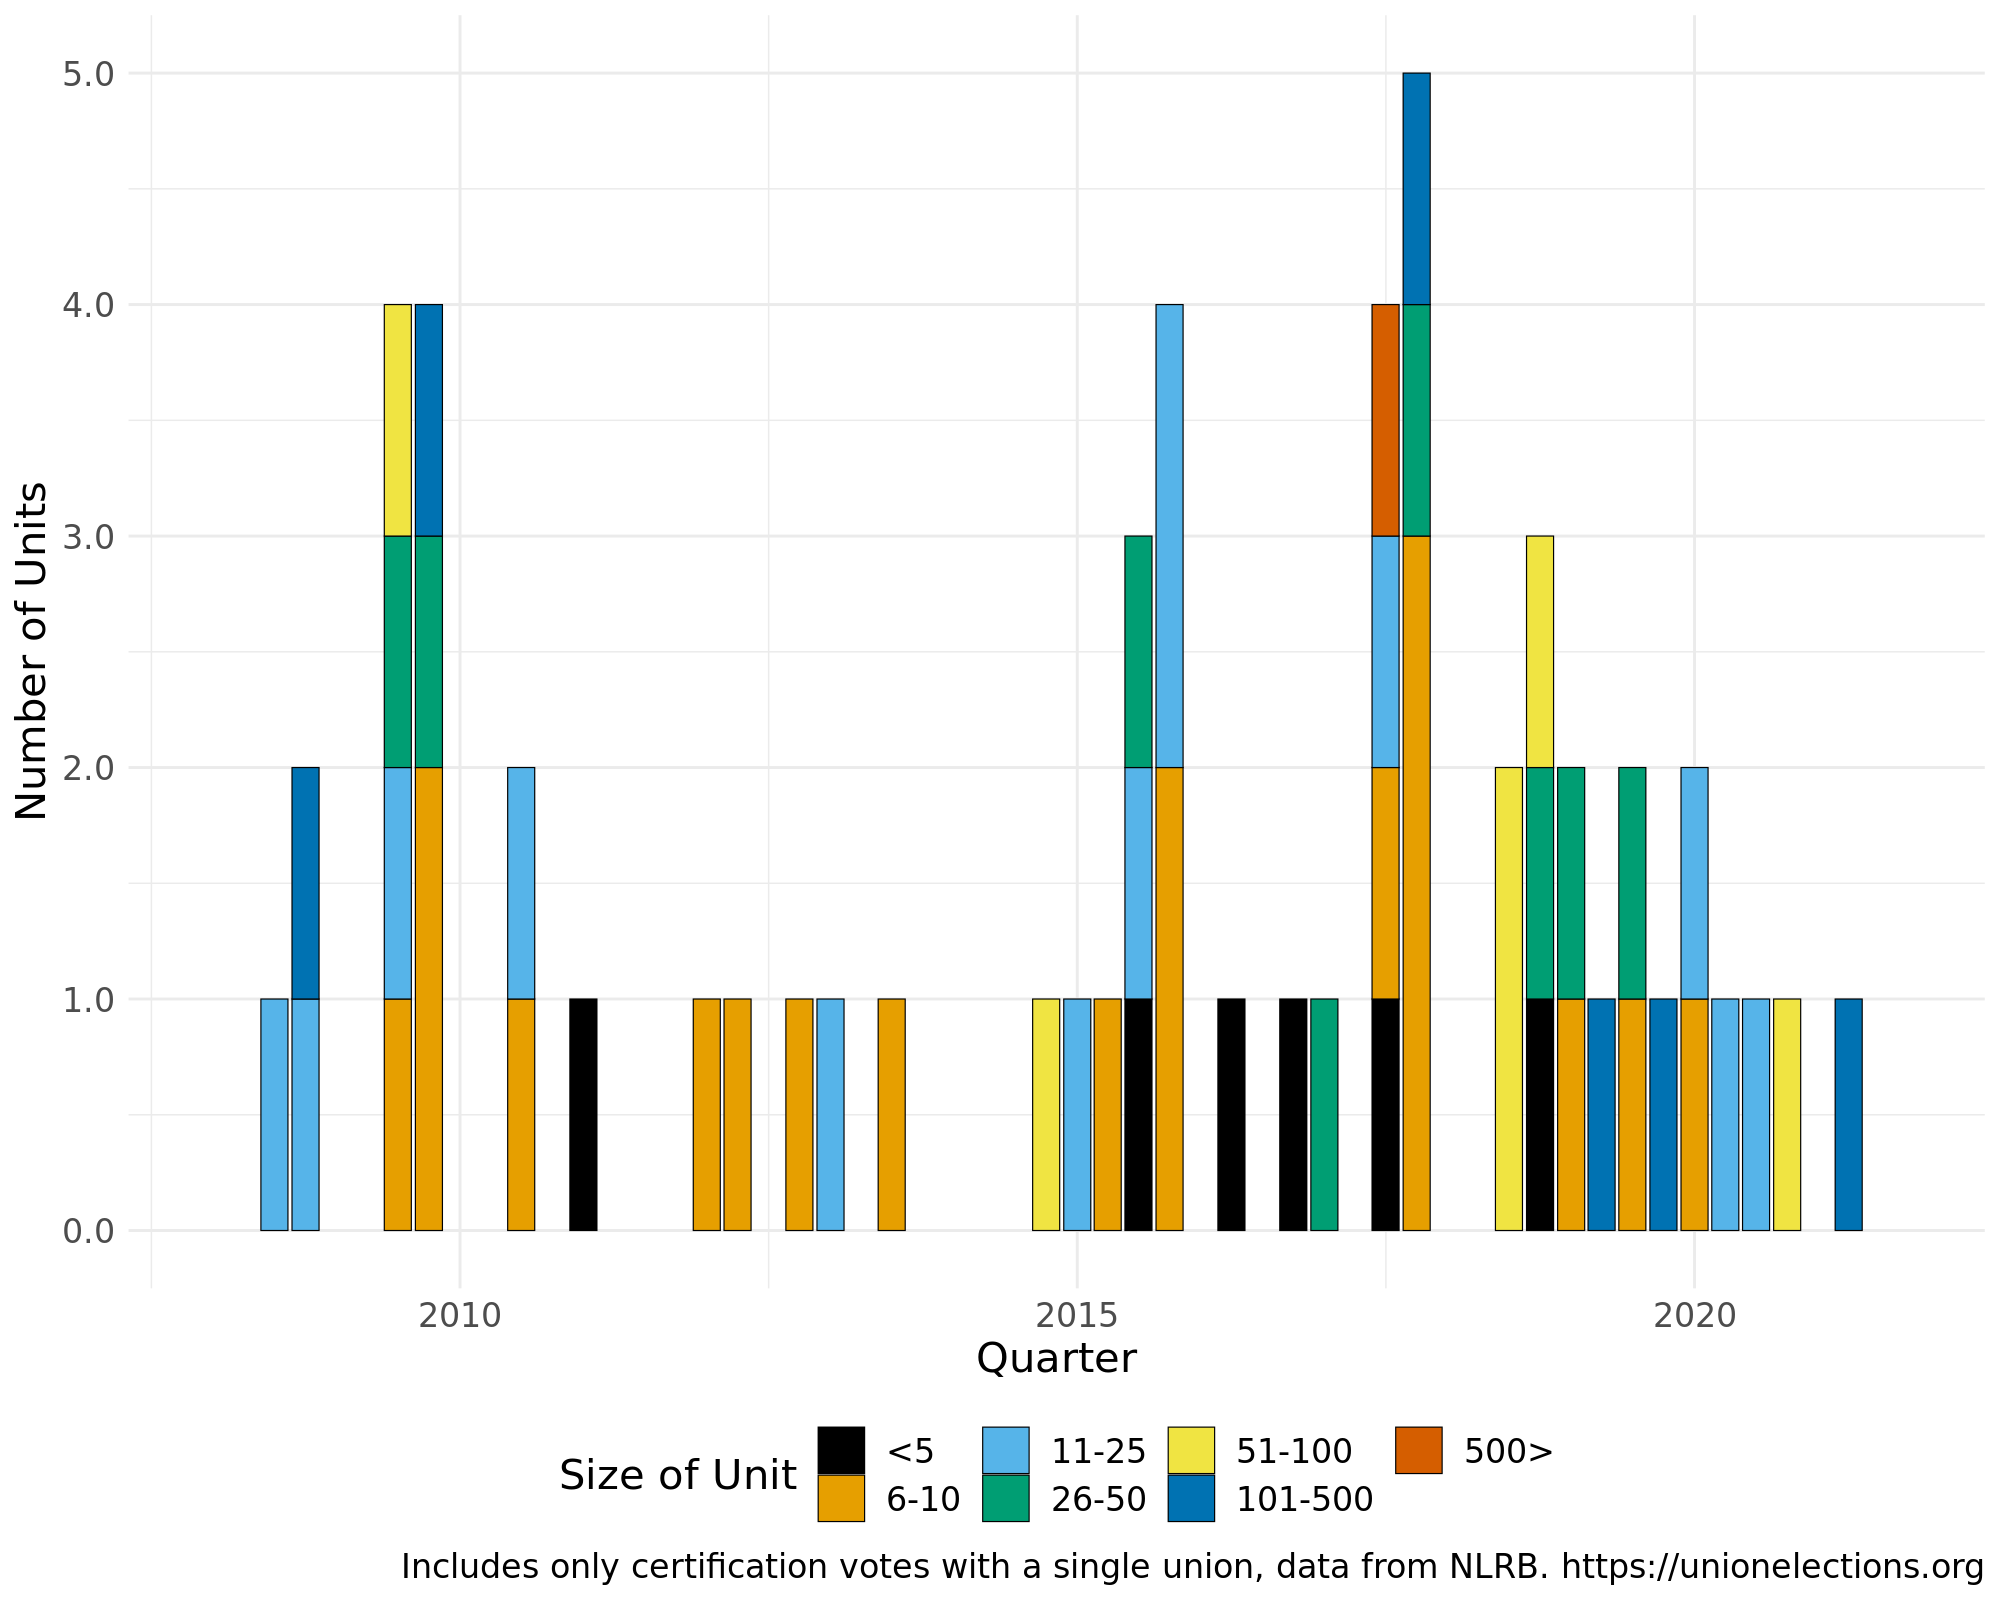 5.0
4.0
3.0
2.0
1.0
0.0
Number of Units
2010 2015 2020
Quarter
Size of Unit
<5 11-25 51-100 500>
6-10 26-50 101-500
Includes only certification votes with a single union, data from NLRB. https://unionelections.org